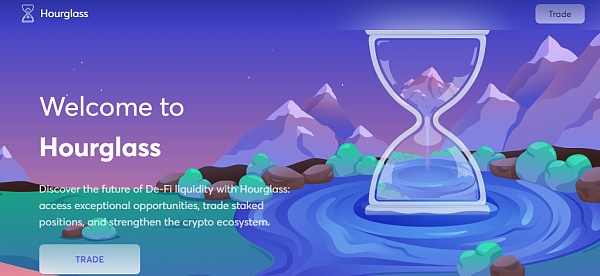 Hourglass
Trade
Welcome to
Hourglass
Discover the future of De-Fi liquidity with Hourglass:
access exceptional opportunities, trade staked
positions, and strengthen the crypto ecosystem.
TRADE